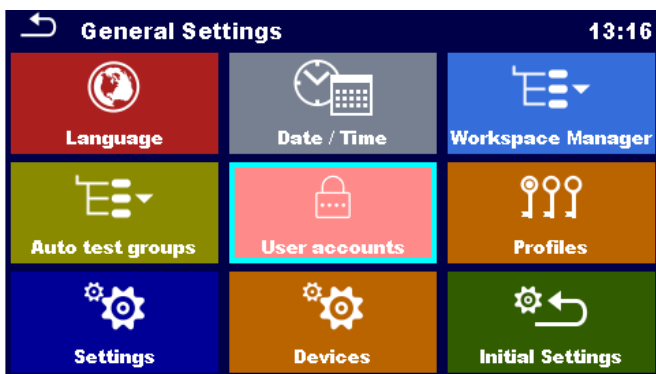 General Settings 13:16
Language Date / Time Workspace Manager
Auto test groups User accounts Profiles
Settings Devices Initial Settings